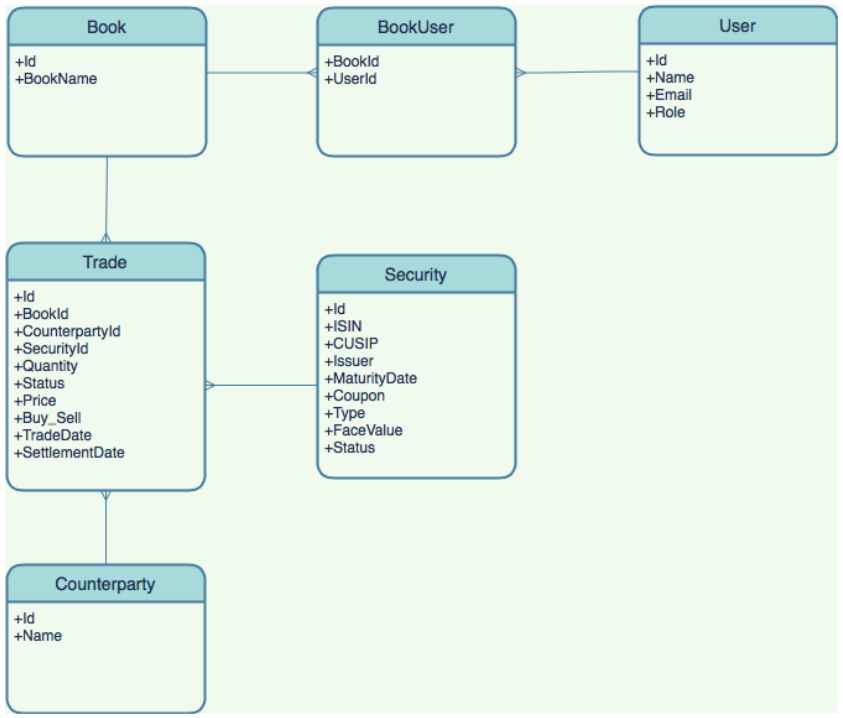 Book
+Id
+BookName
BookUser
+BookId
+UserId
User
+Id
+Name
+Email
+Role
Trade
+Id
+BookId
+CounterpartyId
+SecurityId
+Quantity
+Status
+Price
+Buy_Sell
+TradeDate
+SettlementDate
Security
+Id
+ISIN
+CUSIP
+Issuer
+MaturityDate
+Coupon
+Type
+FaceValue
+Status
Counterparty
+Id
+Name